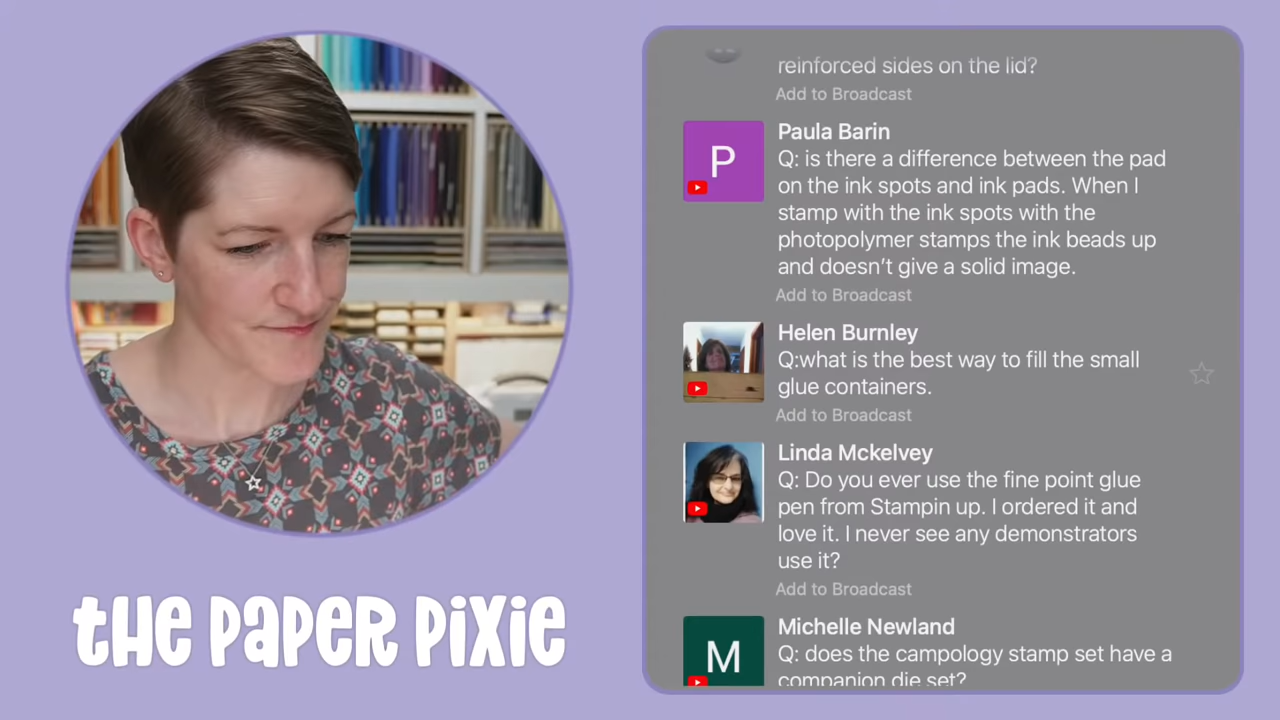 reinforced sides on the lid?
Add to Broadcast
P
Paula Barin
Q: is there a difference between the pad
on the ink spots and ink pads. When I
stamp with the ink spots with the
photopolymer stamps the ink beads up
and doesn't give a solid image.
Add to Broadcast
Helen Burnley
Q:what is the best way to fill the small
glue containers.
Add to Broadcast
Linda Mckelvey
Q: Do you ever use the fine point glue
pen from Stampin up. I ordered it and
love it. I never see any demonstrators
use it?
Add to Broadcast
M
Michelle Newland
Q: does the campology stamp set have a
companion die set?
the PAPER PiXiE